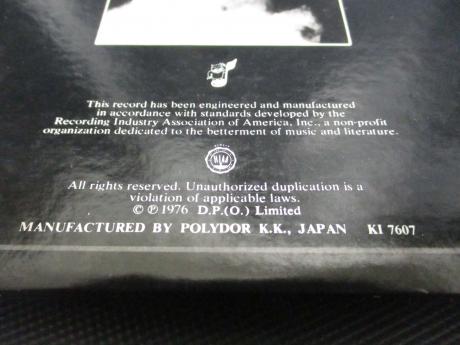 This record has been engineered and manufactured
in accordance with standards developed by the
Recording Industry Association of America, Inc., a non-profit
organization dedicated to the betterment of music and literature.
All rights reserved. Unauthorized duplication is a
violation of applicable laws.
© ℗ 1976 D.P.(O.) Limited
MANUFACTURED BY POLYDOR K.K., JAPAN KI 7607